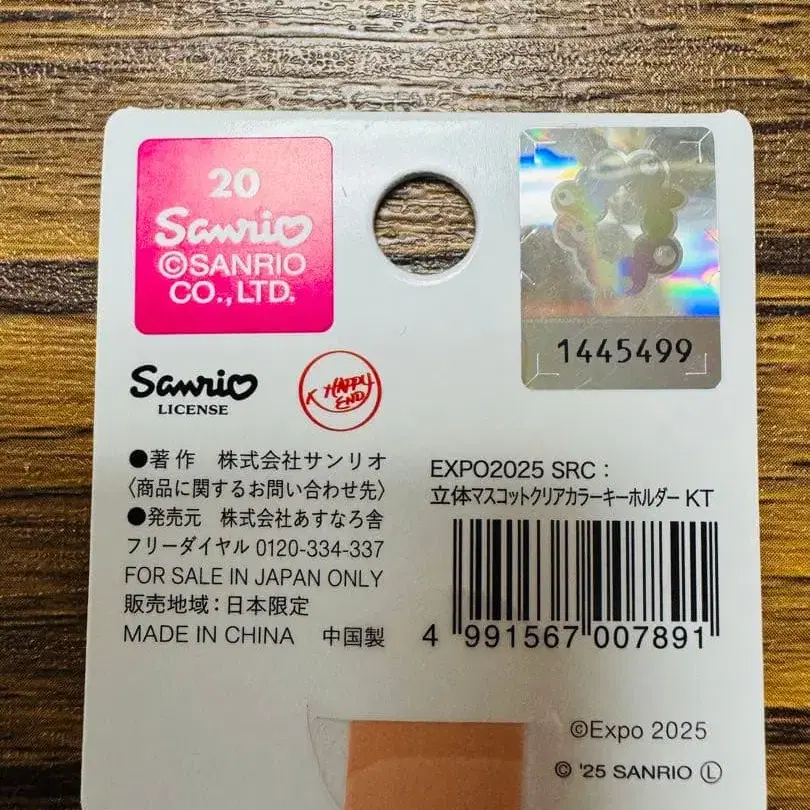 20
Sanrio
©SANRIO
CO., LTD.
1445499
Sanrio
LICENSE
HAPPY
END
●著作 株式会社サンリオ
〈商品に関するお問い合わせ先〉
●発売元 株式会社あすなろ舎
フリーダイヤル 0120-334-337
FOR SALE IN JAPAN ONLY
販売地域：日本限定
MADE IN CHINA 中国製
EXPO2025 SRC：
立体マスコットクリアカラーキーホルダー KT
4 991567 007891
©Expo 2025
© '25 SANRIO Ⓛ